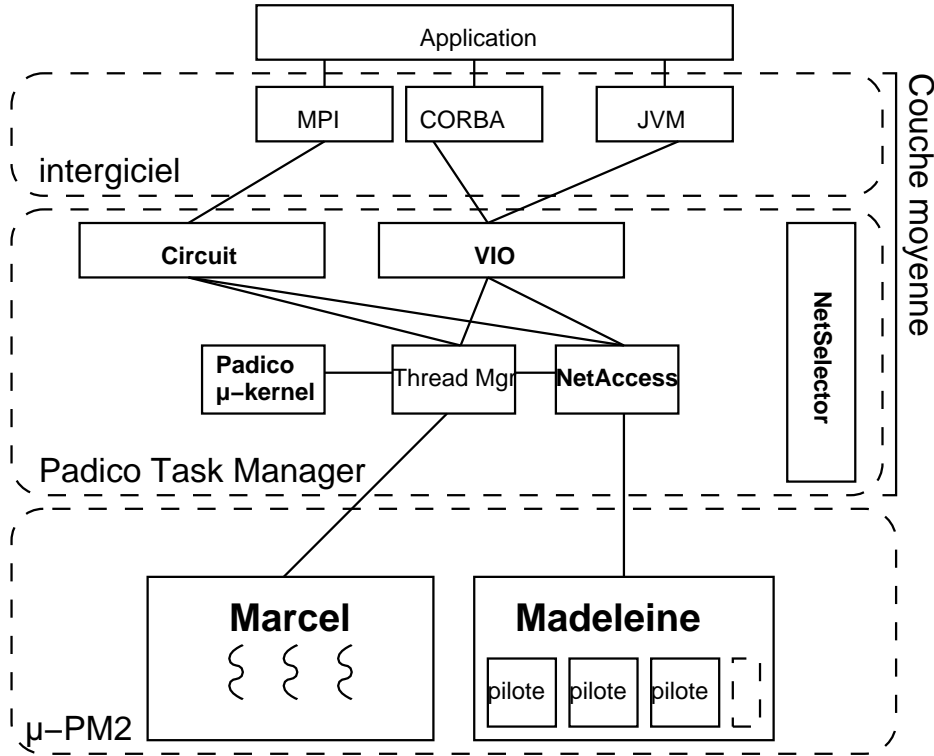 Application
MPI
CORBA
JVM
intergiciel
Couche moyenne
Circuit
VIO
NetSelector
Padico
μ−kernel
Thread Mgr
NetAccess
Padico Task Manager
Marcel
Madeleine
pilote
pilote
pilote
μ−PM2